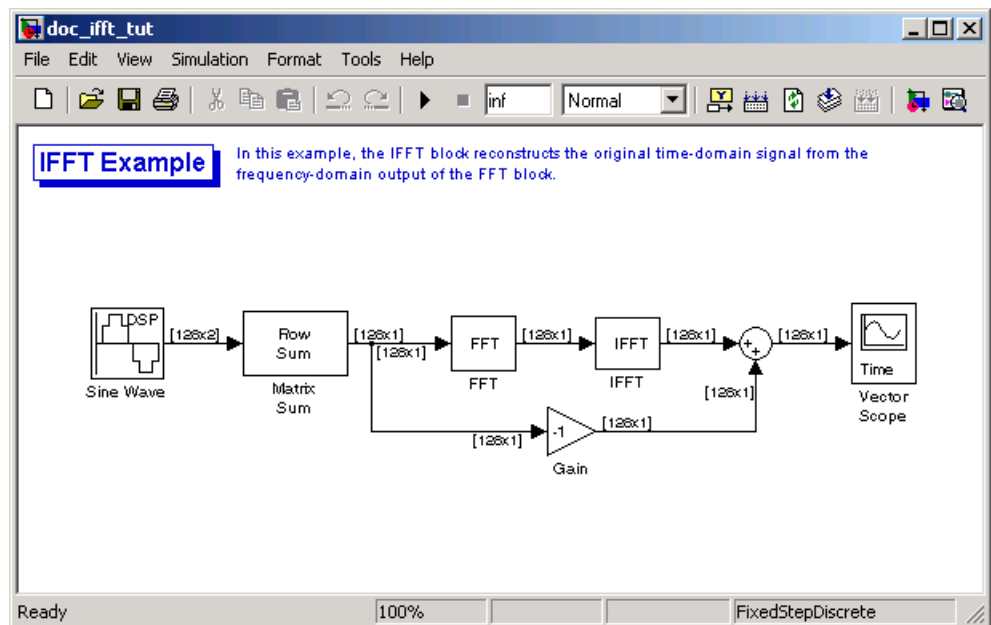 doc_ifft_tut
File Edit View Simulation Format Tools Help
inf Normal
IFFT Example
In this example, the IFFT block reconstructs the original time-domain signal from the
frequency-domain output of the FFT block.
DSP
Sine Wave
[128x2]
Row
Sum
Matrix
Sum
[128x1]
[128x1]
FFT
FFT
[128x1]
IFFT
IFFT
[128x1]
++
[128x1]
Time
Vector
Scope
[128x1]
[128x1]
-1
Gain
[128x1]
Ready 100% FixedStepDiscrete